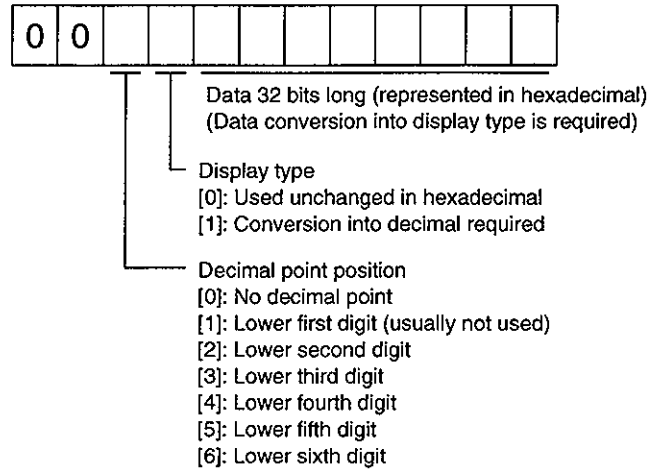 0 0
Data 32 bits long (represented in hexadecimal)
(Data conversion into display type is required)
Display type
[0]: Used unchanged in hexadecimal
[1]: Conversion into decimal required
Decimal point position
[0]: No decimal point
[1]: Lower first digit (usually not used)
[2]: Lower second digit
[3]: Lower third digit
[4]: Lower fourth digit
[5]: Lower fifth digit
[6]: Lower sixth digit